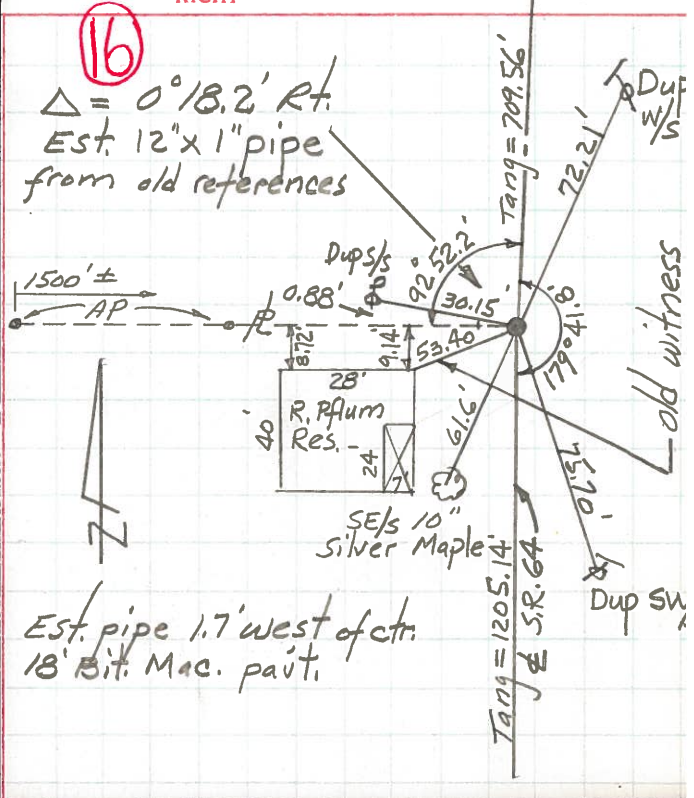 16
Δ = 0°18.2' Rt.
Est. 12"x 1" pipe
from old references
Tang = 709.56'
Dup
w/s
72.21'
Dup s/s
92° 52.2'
1500' ±
AP
0.88'
30.15'
179° 41.8'
old witness
8.72'
9.14'
53.40
28'
R. Pflum
Res.
40
24
7'
61.6'
75.70'
SE/s 10"
Silver Maple
Dup SW
N
Tang = 1205.14'
℄ S.R. 64
Est. pipe 1.7' west of ctr.
18' Bit. Mac. pav't.